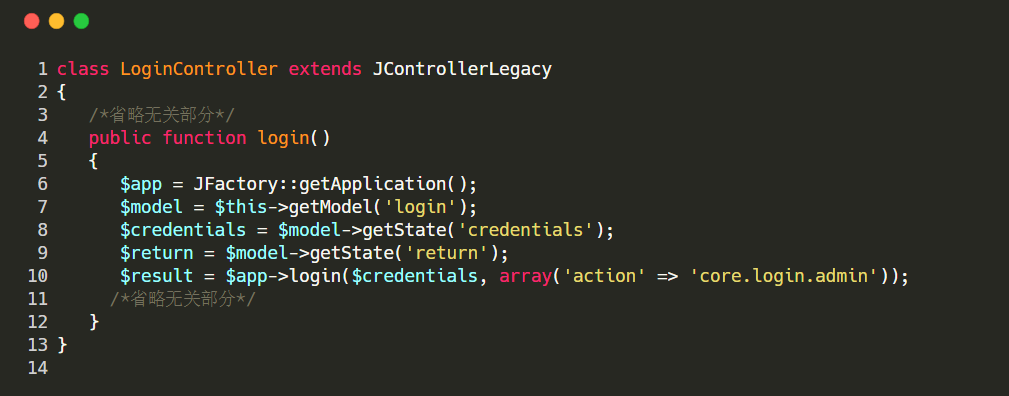 1 class LoginController extends JControllerLegacy
2 {
3    /*省略无关部分*/
4    public function login()
5    {
6       $app = JFactory::getApplication();
7       $model = $this->getModel('login');
8       $credentials = $model->getState('credentials');
9       $return = $model->getState('return');
10       $result = $app->login($credentials, array('action' => 'core.login.admin'));
11      /*省略无关部分*/
12    }
13 }
14